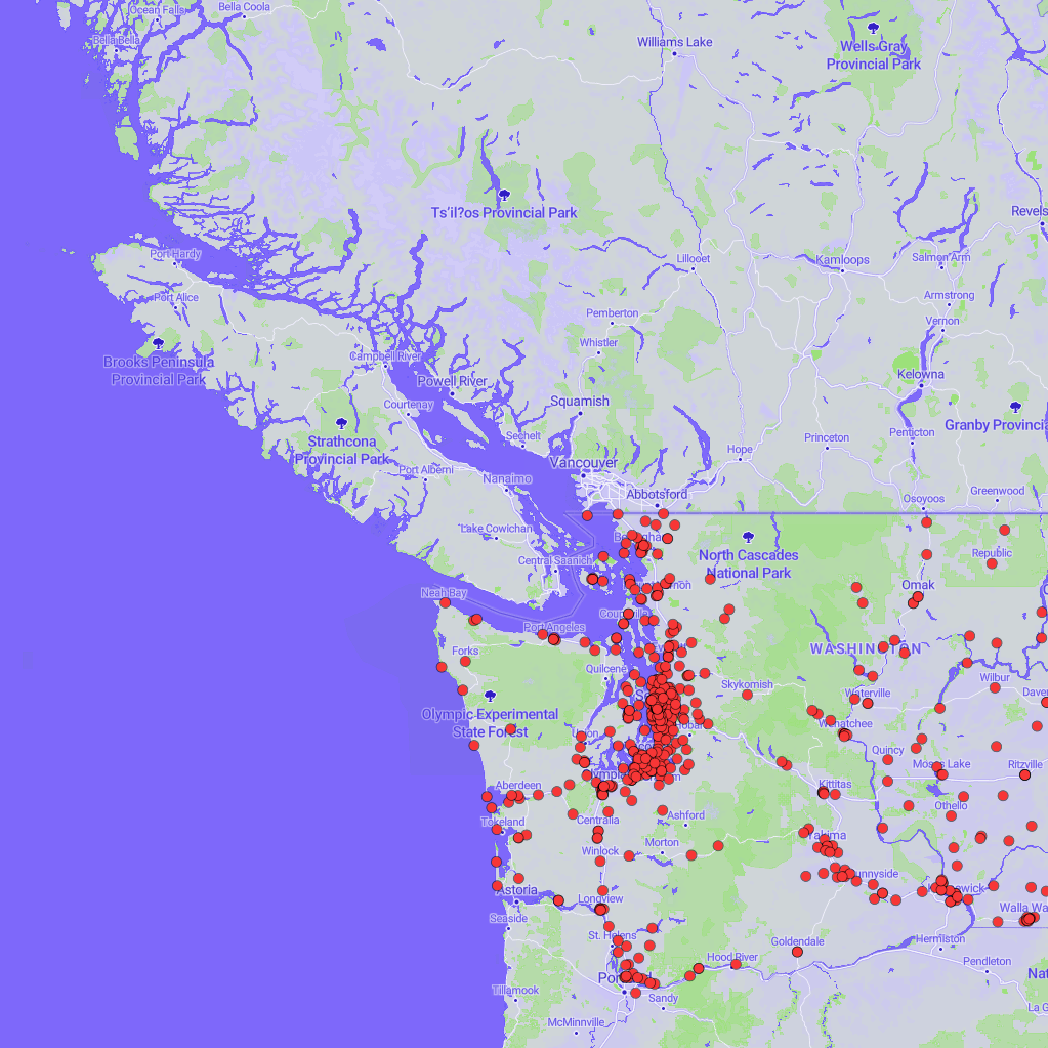 Ocean Falls
Bella Coola
Bella Bella
Williams Lake
Wells Gray
Provincial Park
Ts'il?os Provincial Park
Revels
Port Hardy
Lillooet
Kamloops
Salmon Arm
Port Alice
Armstrong
Pemberton
Vernon
Whistler
Brooks Peninsula
Provincial Park
Campbell River
Powell River
Kelowna
Courtenay
Squamish
Granby Provincia
Strathcona
Provincial Park
Sechelt
Princeton
Penticton
Hope
Vancouver
Port Alberni
Nanaimo
Abbotsford
Osoyoos
Greenwood
Lake Cowichan
North Cascades
National Park
Republic
Central Saanich
Omak
Neah Bay
Port Angeles
Forks
WASHINGTON
Quilcene
Skykomish
Wilbur
Waterville
Daven
Olympic Experimental
State Forest
Wenatchee
Union
Quincy
Moses Lake
Ritzville
Aberdeen
Kittitas
Othello
Tokeland
Centralia
Ashford
Yakima
Winlock
Morton
Astoria
Longview
Walla Wa
Seaside
St. Helens
Goldendale
Hermiston
Hood River
Pendleton
Nat
Tillamook
Sandy
La G
McMinnville